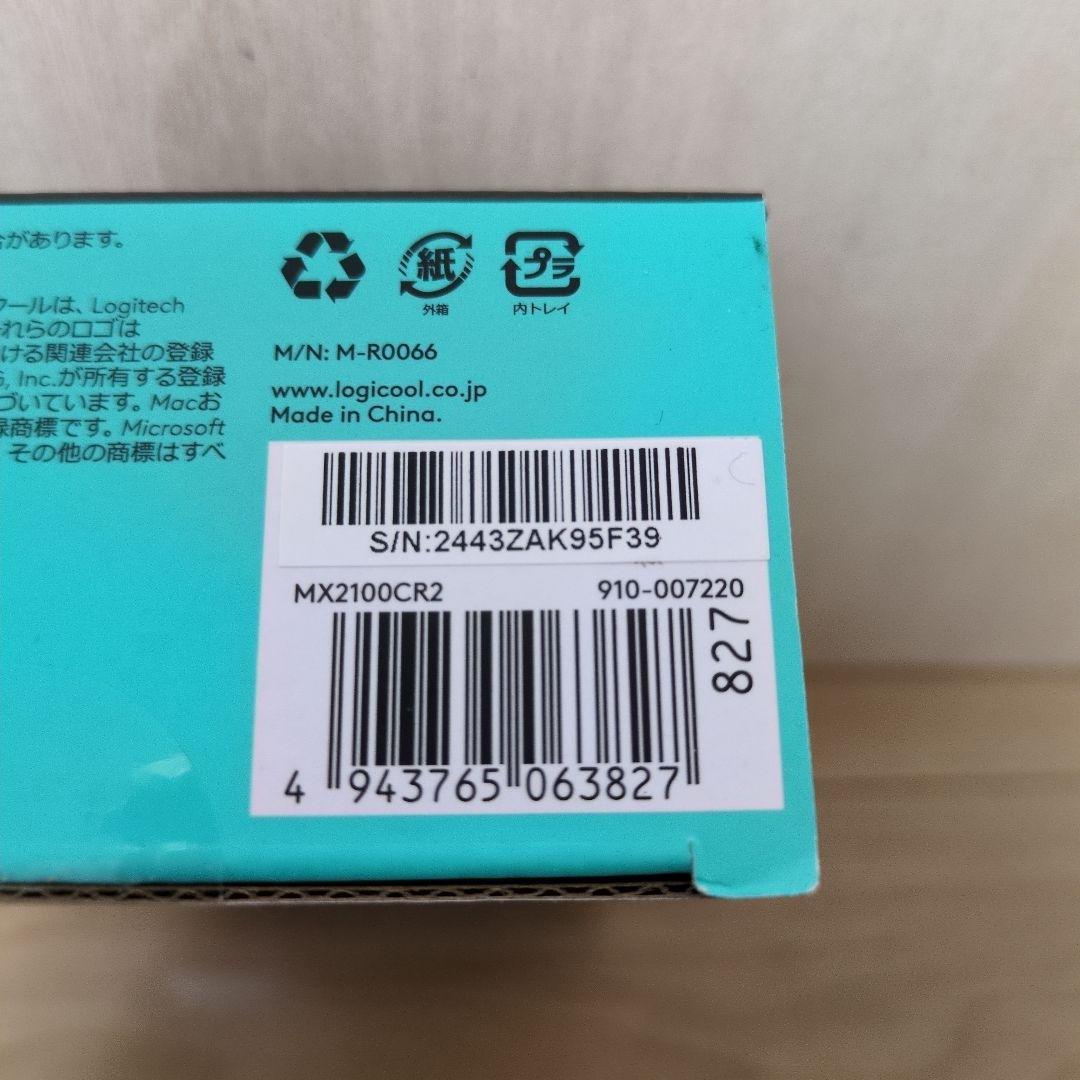 合があります。
クールは、Logitech
れらのロゴは
ける関連会社の登録
Inc.が所有する登録
づいています。Macお
録商標です。Microsoft
その他の商標はすべ
紙
外箱
プラ
内トレイ
M/N: M-R0066
www.logicool.co.jp
Made in China.
S/N:2443ZAK95F39
MX2100CR2 910-007220
827
4 943765 063827